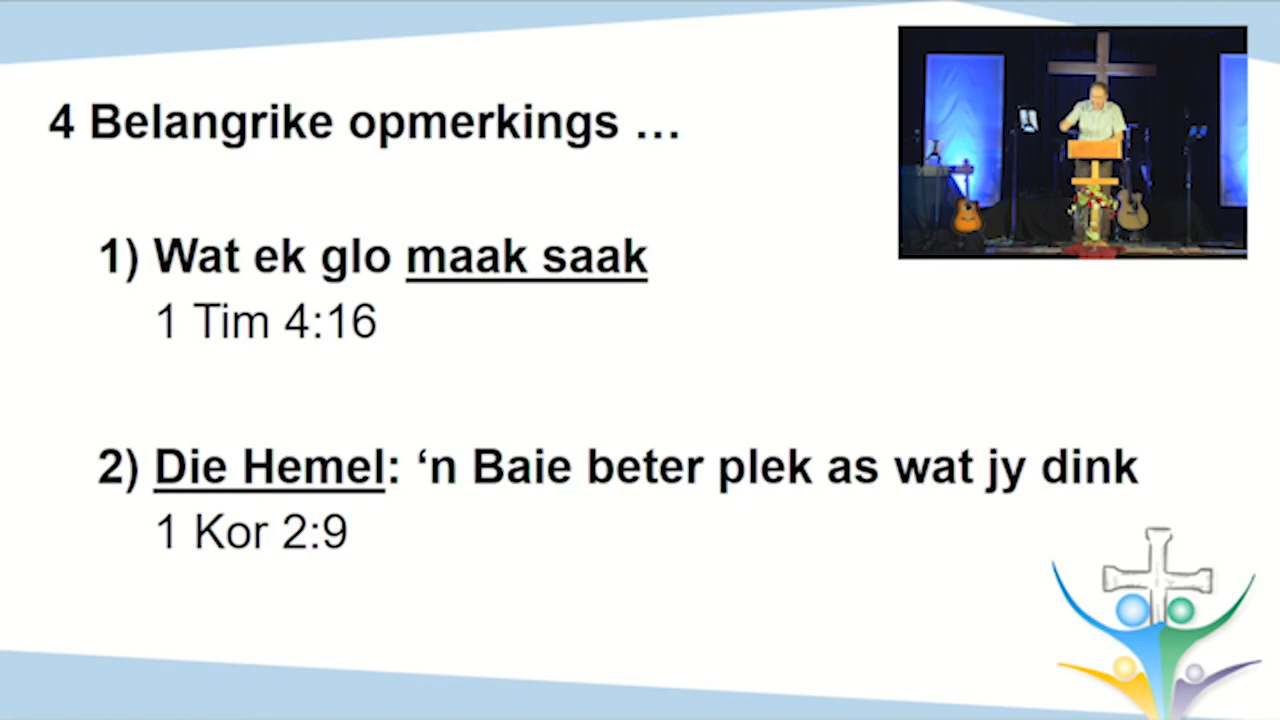 4 Belangrike opmerkings …
1) Wat ek glo maak saak
1 Tim 4:16
2) Die Hemel: ‘n Baie beter plek as wat jy dink
1 Kor 2:9